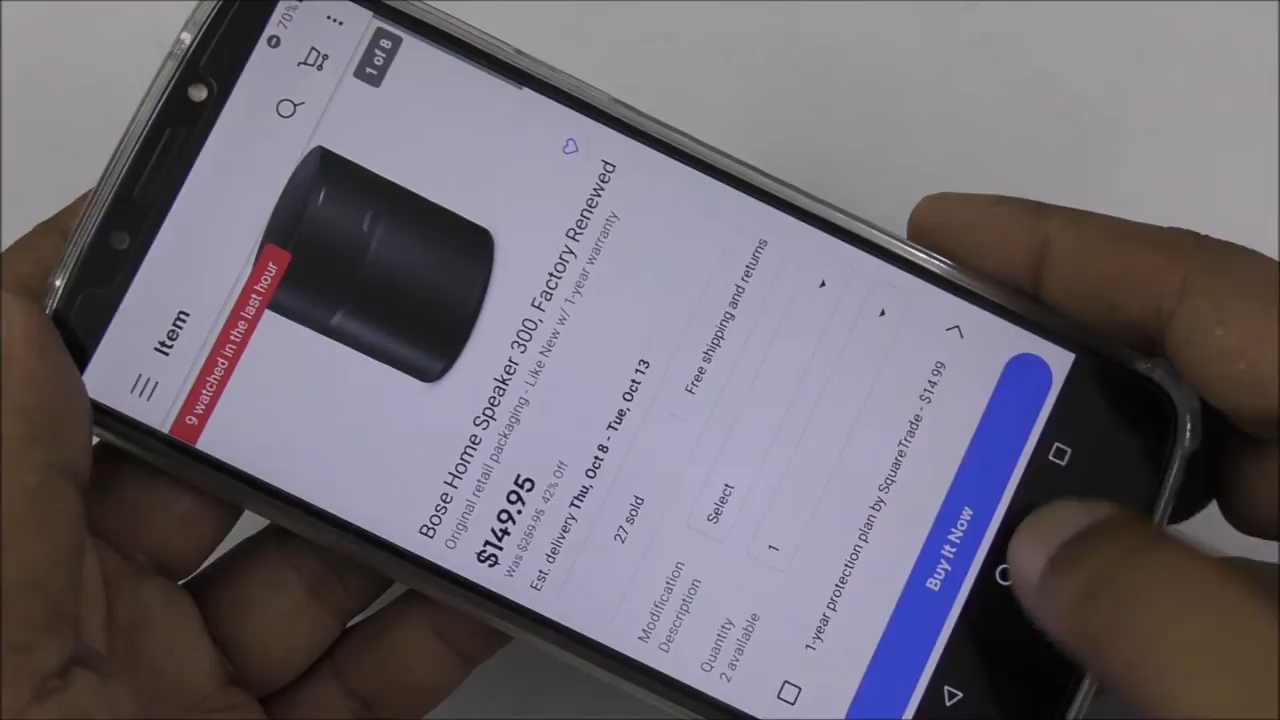 70%
Item
1 of 8
9 watched in the last hour
Bose Home Speaker 300, Factory Renewed
Original retail packaging - Like New w/ 1-year warranty
$149.95
Was $259.95 42% Off
Est. delivery Thu, Oct 8 - Tue, Oct 13
27 sold
Free shipping and returns
Modification
Description
Select
Quantity
2 available
1
1-year protection plan by SquareTrade - $14.99
Buy It Now